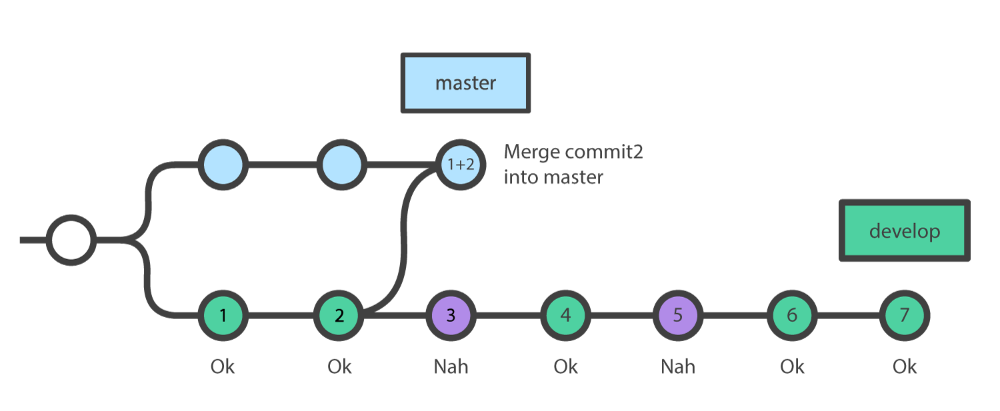 master
1+2
Merge commit2
into master
develop
1 2 3 4 5 6 7
Ok Ok Nah Ok Nah Ok Ok